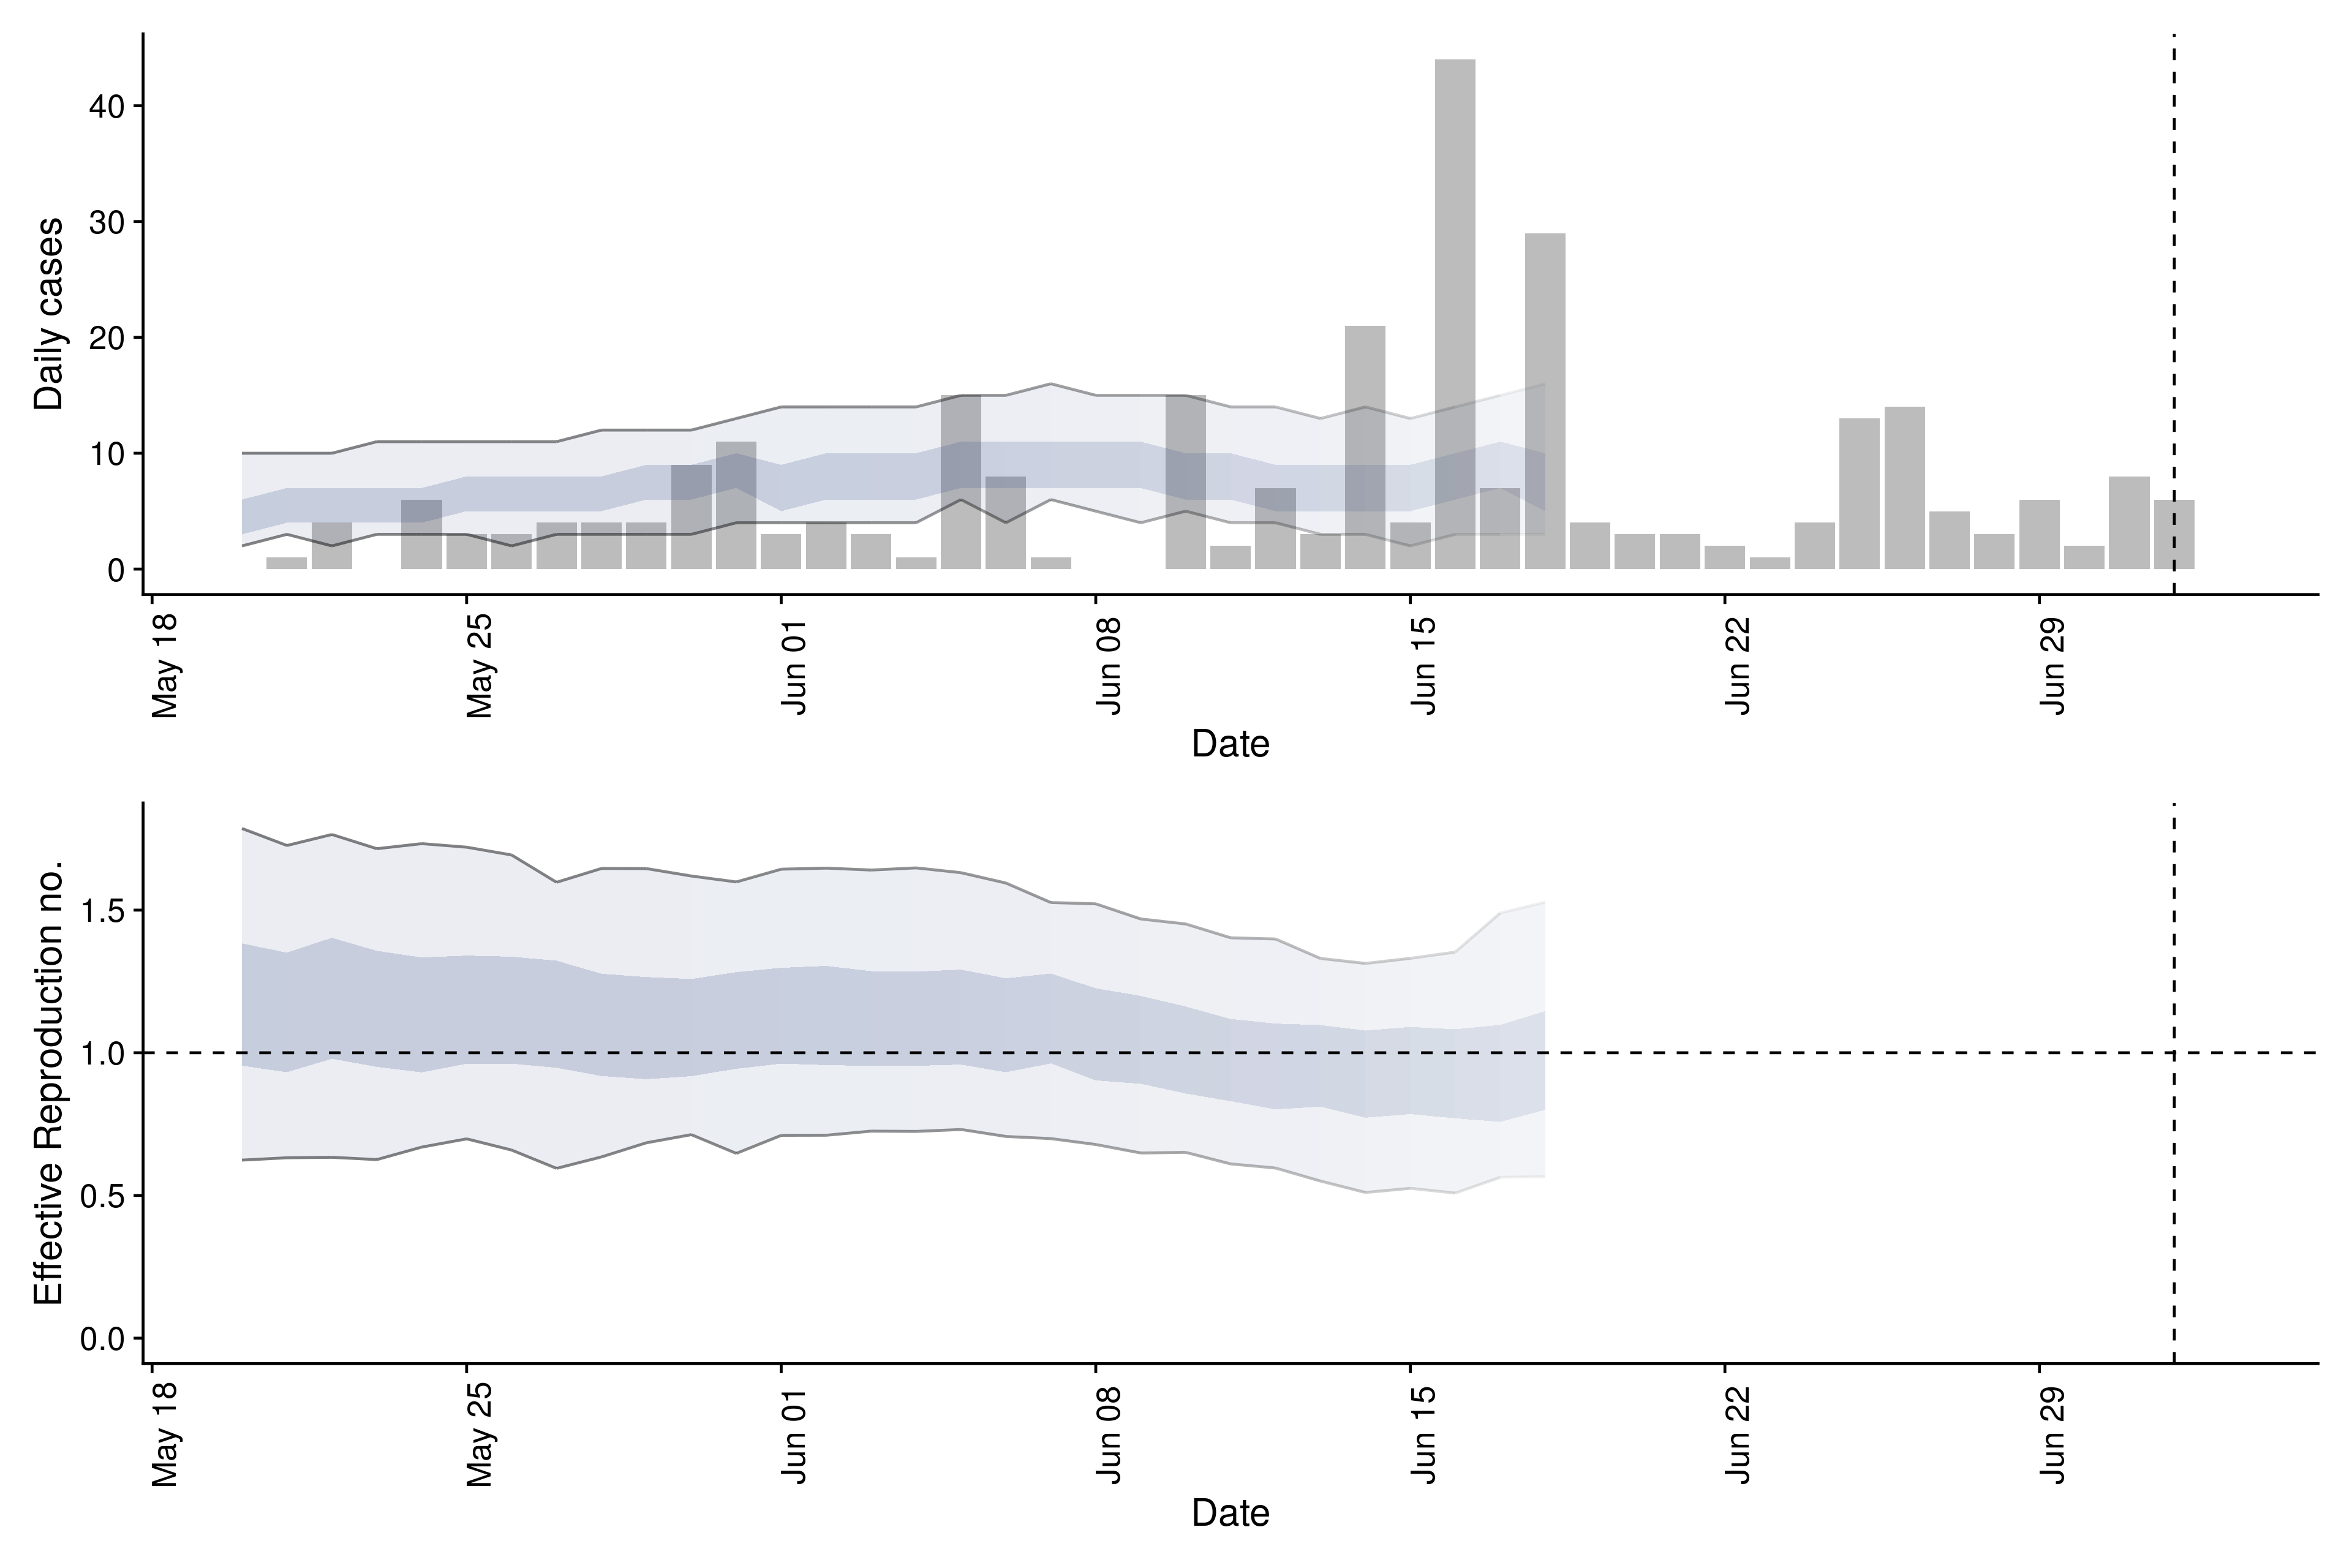 Daily cases
40
30
20
10
0
May 18
May 25
Jun 01
Jun 08
Jun 15
Jun 22
Jun 29
Date
Effective Reproduction no.
1.5
1.0
0.5
0.0
May 18
May 25
Jun 01
Jun 08
Jun 15
Jun 22
Jun 29
Date